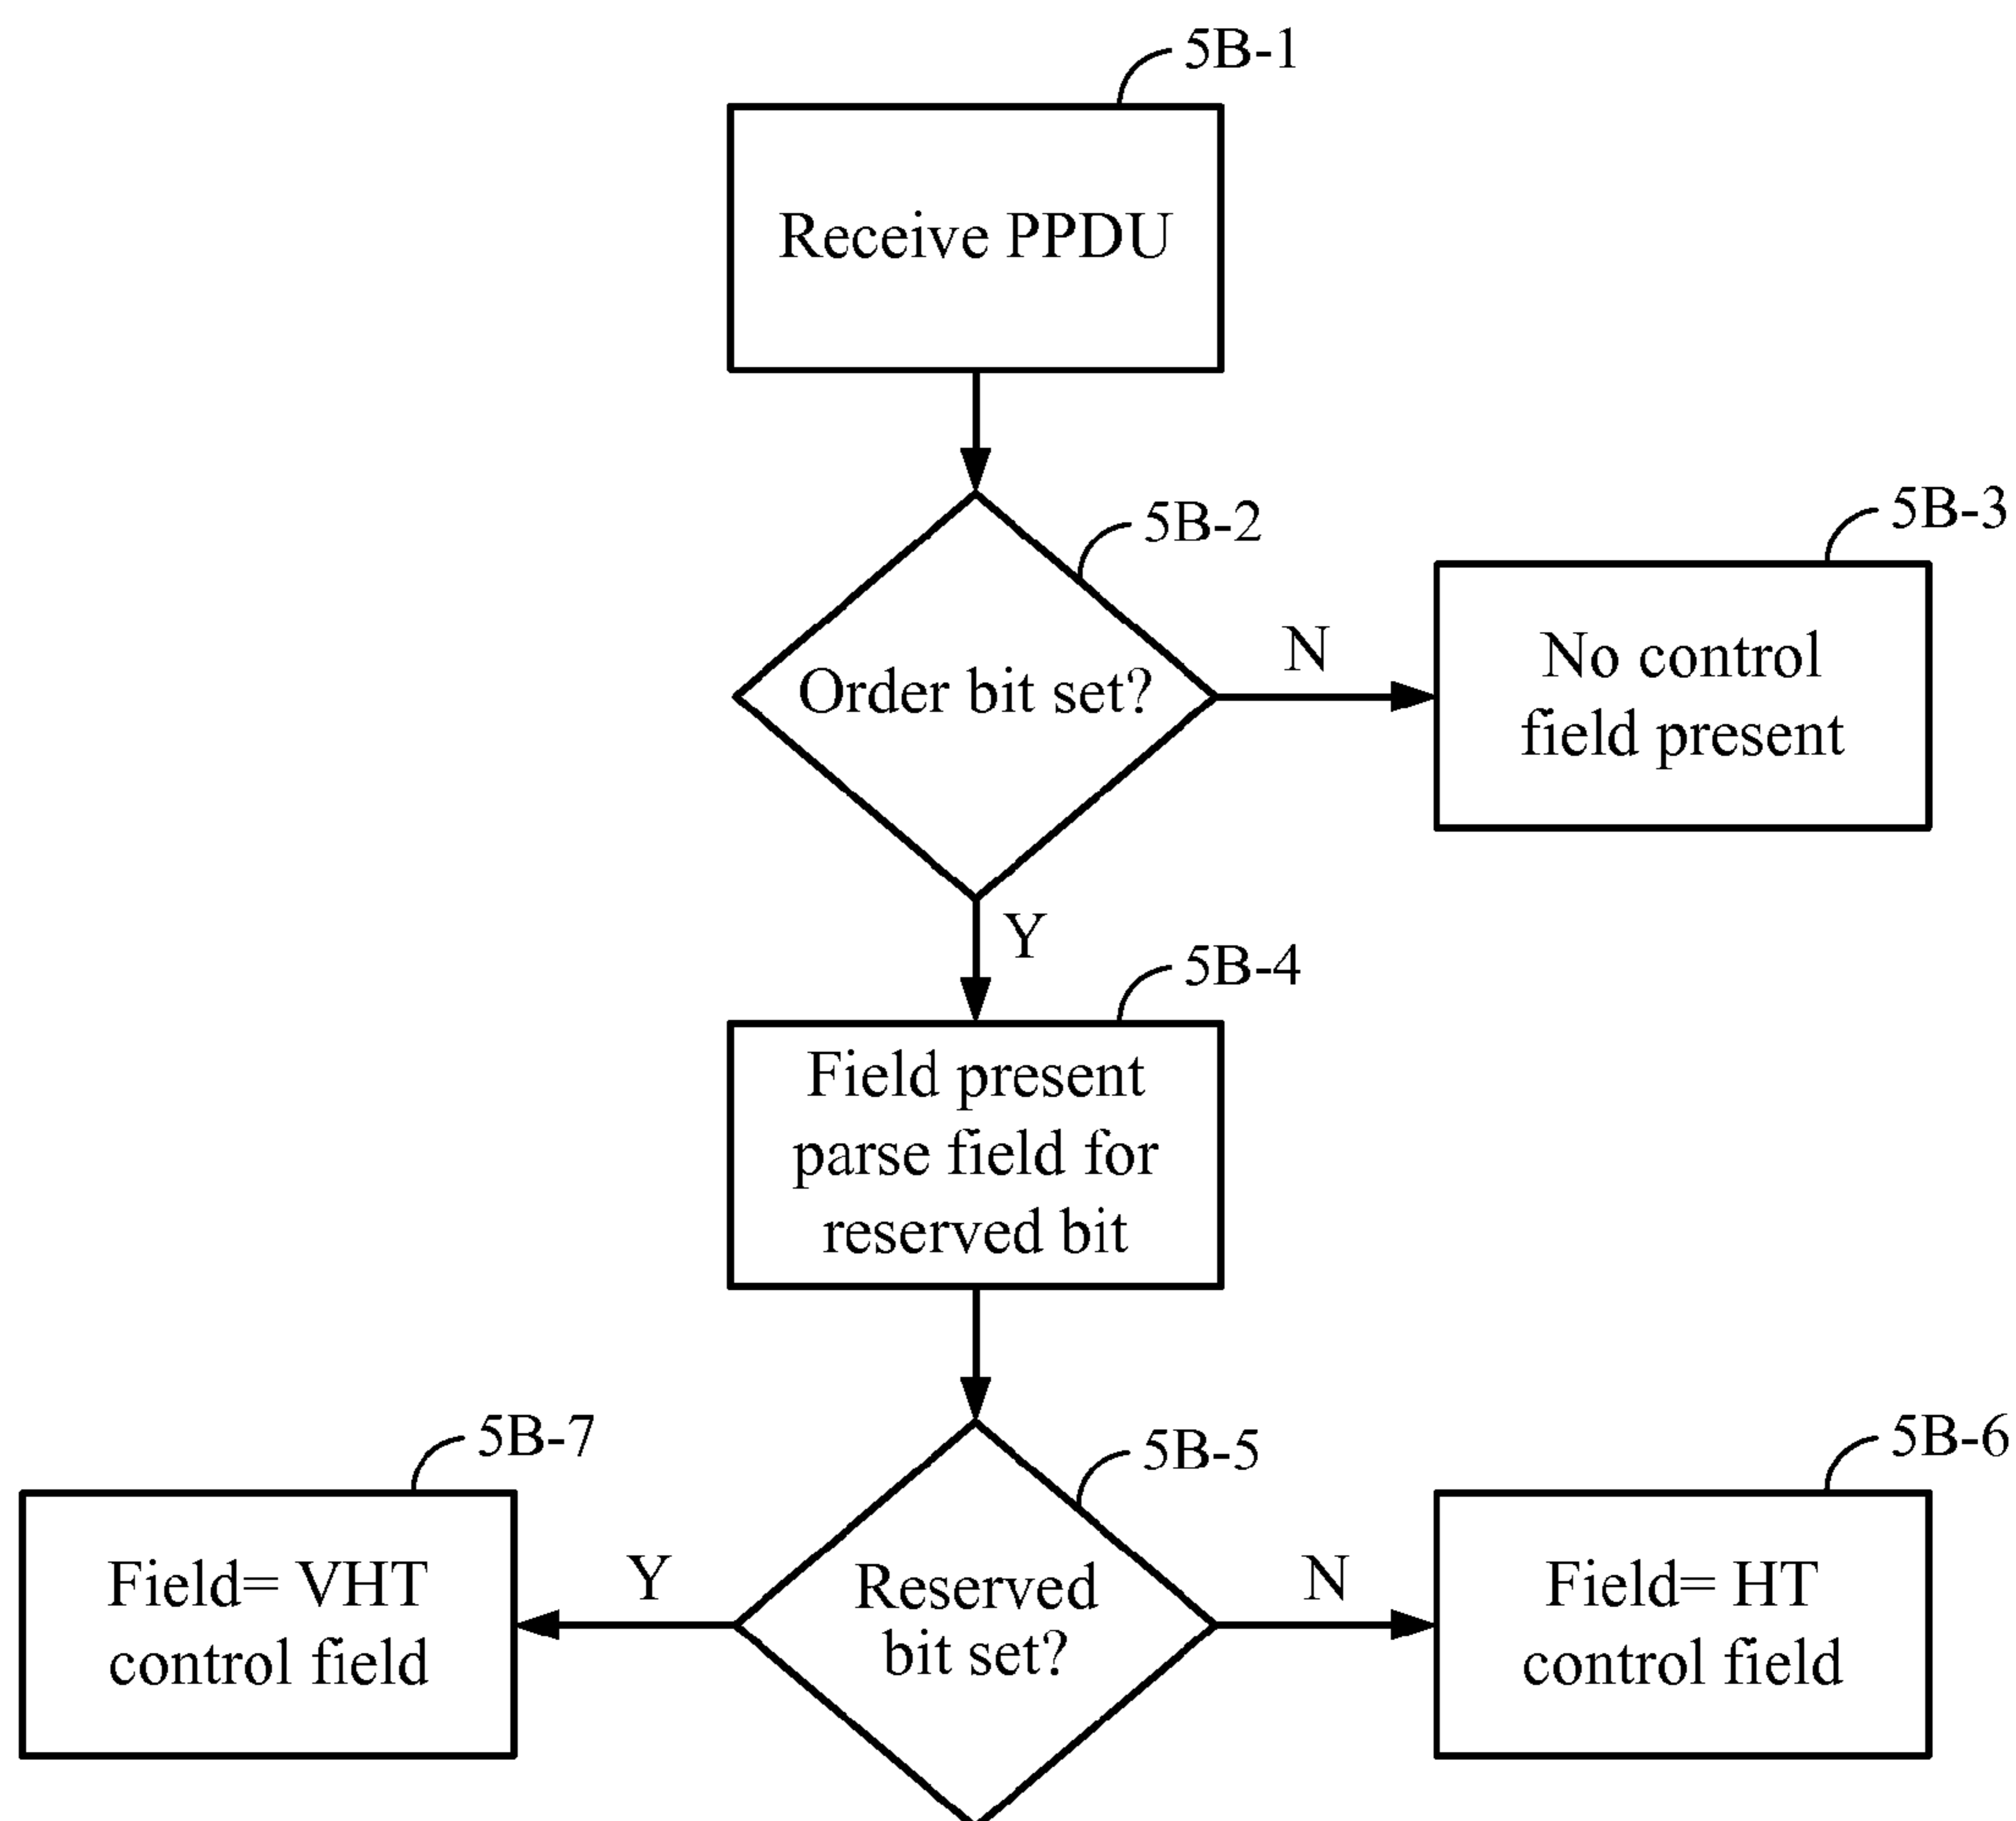 5B-1
Receive PPDU
5B-2
Order bit set?
N
5B-3
No control
field present
Y
5B-4
Field present
parse field for
reserved bit
5B-5
Reserved
bit set?
Y
5B-7
Field= VHT
control field
N
5B-6
Field= HT
control field